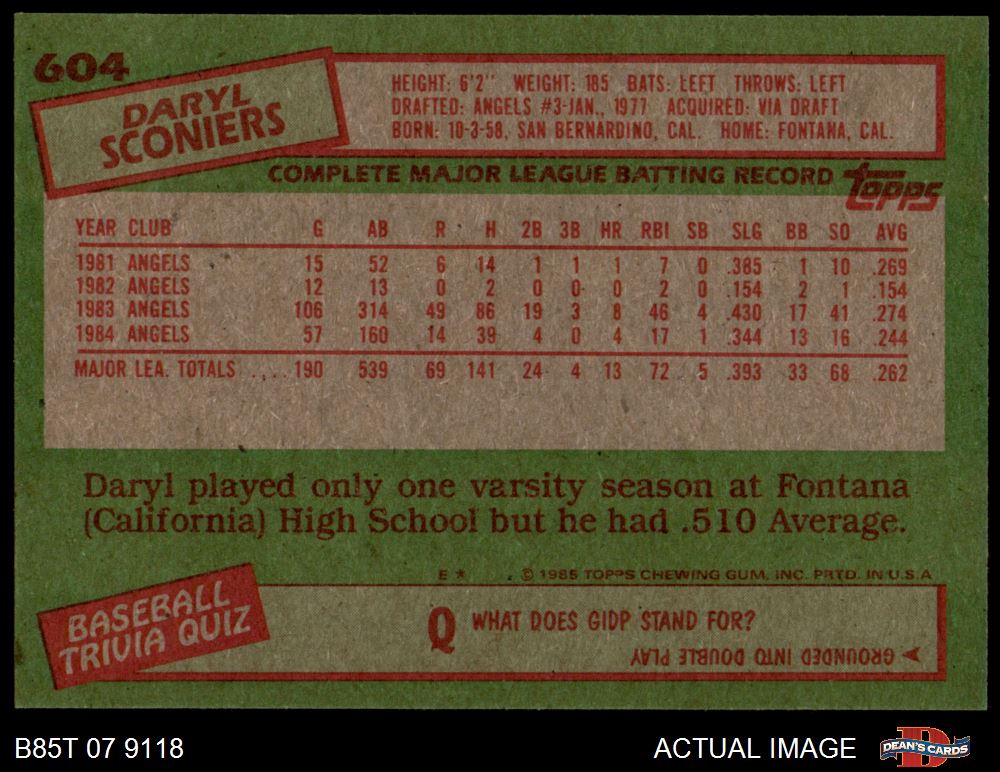 604
DARYL
SCONIERS
HEIGHT: 6'2" WEIGHT: 185 BATS: LEFT THROWS: LEFT
DRAFTED: ANGELS #3-JAN., 1977 ACQUIRED: VIA DRAFT
BORN: 10-3-58, SAN BERNARDINO, CAL. HOME: FONTANA, CAL.
COMPLETE MAJOR LEAGUE BATTING RECORD
Topps
YEAR CLUB G AB R H 2B 3B HR RBI SB SLG BB SO AVG
1981 ANGELS 15 52 6 14 1 1 1 7 0 .385 1 10 .269
1982 ANGELS 12 13 0 2 0 0 0 2 0 .154 2 1 .154
1983 ANGELS 106 314 49 86 19 3 8 46 4 .430 17 41 .274
1984 ANGELS 57 160 14 39 4 0 4 17 1 .344 13 16 .244
MAJOR LEA. TOTALS .... 190 539 69 141 24 4 13 72 5 .393 33 68 .262
Daryl played only one varsity season at Fontana
(California) High School but he had .510 Average.
E * © 1985 TOPPS CHEWING GUM, INC. PRTD. IN U.S.A
BASEBALL
TRIVIA QUIZ
Q WHAT DOES GIDP STAND FOR?
GROUNDED INTO DOUBLE PLAY
B85T 07 9118
ACTUAL IMAGE
D
DEAN'S CARDS